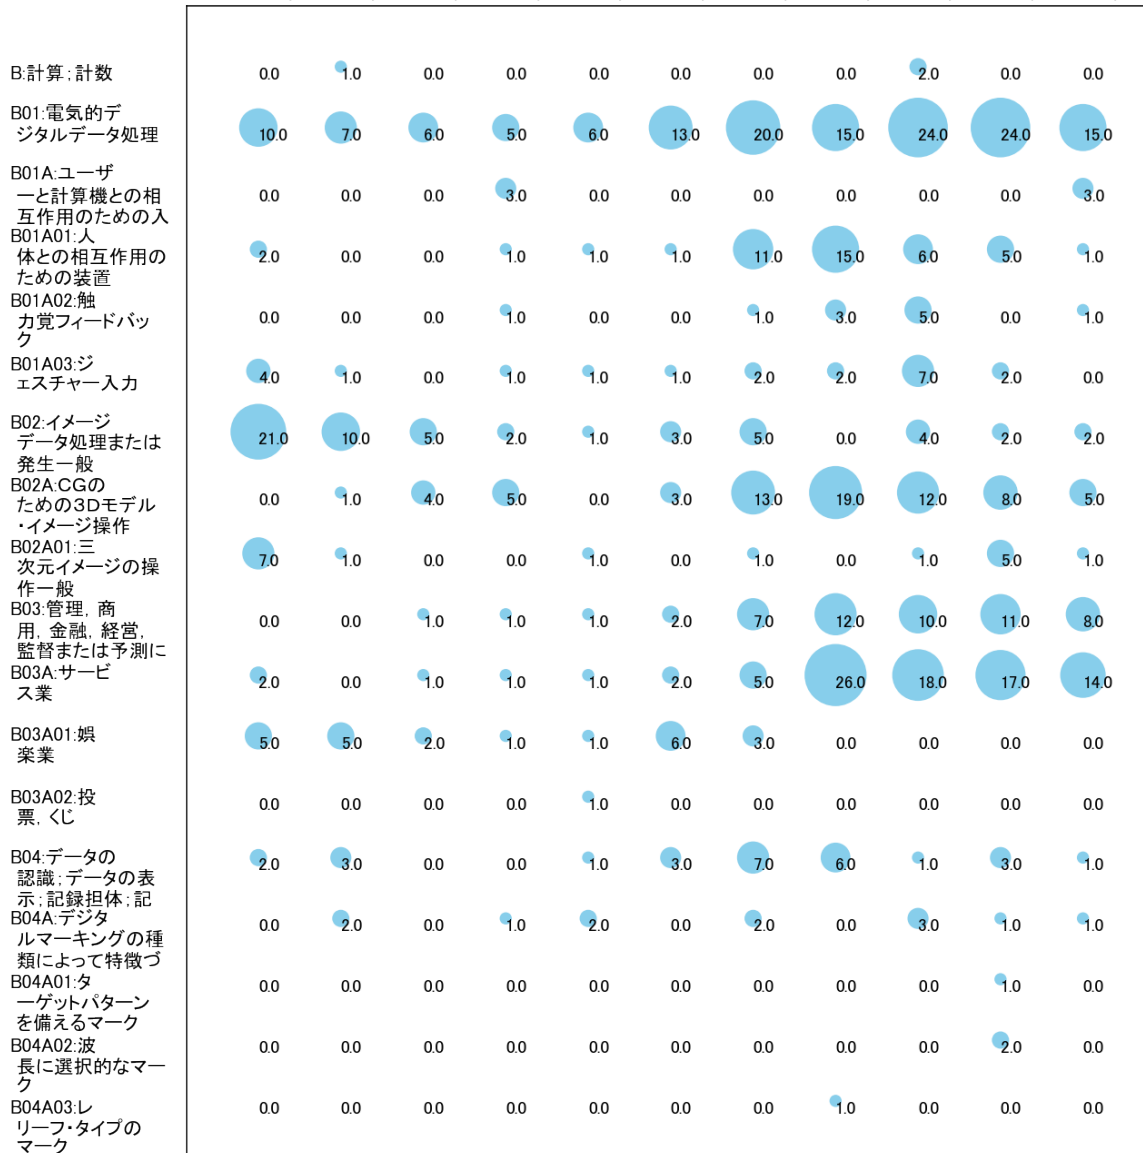 B:計算;計数
0.0 1.0 0.0 0.0 0.0 0.0 0.0 0.0 2.0 0.0 0.0
B01:電気的デ
ジタルデータ処理
10.0 7.0 6.0 5.0 6.0 13.0 20.0 15.0 24.0 24.0 15.0
B01A:ユーザ
ーと計算機との相
互作用のための入
0.0 0.0 0.0 3.0 0.0 0.0 0.0 0.0 0.0 0.0 3.0
B01A01:人
体との相互作用の
ための装置
2.0 0.0 0.0 1.0 1.0 1.0 11.0 15.0 6.0 5.0 1.0
B01A02:触
力覚フィードバッ
ク
0.0 0.0 0.0 1.0 0.0 0.0 1.0 3.0 5.0 0.0 1.0
B01A03:ジ
ェスチャー入力
4.0 1.0 0.0 1.0 1.0 1.0 2.0 2.0 7.0 2.0 0.0
B02:イメージ
データ処理または
発生一般
21.0 10.0 5.0 2.0 1.0 3.0 5.0 0.0 4.0 2.0 2.0
B02A:CGの
ための3Dモデル
・イメージ操作
0.0 1.0 4.0 5.0 0.0 3.0 13.0 19.0 12.0 8.0 5.0
B02A01:三
次元イメージの操
作一般
7.0 1.0 0.0 0.0 1.0 0.0 1.0 0.0 1.0 5.0 1.0
B03:管理, 商
用, 金融, 経営,
監督または予測に
0.0 0.0 1.0 1.0 1.0 2.0 7.0 12.0 10.0 11.0 8.0
B03A:サービ
ス業
2.0 0.0 1.0 1.0 1.0 2.0 5.0 26.0 18.0 17.0 14.0
B03A01:娯
楽業
5.0 5.0 2.0 1.0 1.0 6.0 3.0 0.0 0.0 0.0 0.0
B03A02:投
票, くじ
0.0 0.0 0.0 0.0 1.0 0.0 0.0 0.0 0.0 0.0 0.0
B04:データの
認識;データの表
示;記録担体;記
2.0 3.0 0.0 0.0 1.0 3.0 7.0 6.0 1.0 3.0 1.0
B04A:デジタ
ルマーキングの種
類によって特徴づ
0.0 2.0 0.0 1.0 2.0 0.0 2.0 0.0 3.0 1.0 1.0
B04A01:タ
ーゲットパターン
を備えるマーク
0.0 0.0 0.0 0.0 0.0 0.0 0.0 0.0 0.0 1.0 0.0
B04A02:波
長に選択的なマー
ク
0.0 0.0 0.0 0.0 0.0 0.0 0.0 0.0 0.0 2.0 0.0
B04A03:レ
リーフ・タイプの
マーク
0.0 0.0 0.0 0.0 0.0 0.0 0.0 1.0 0.0 0.0 0.0